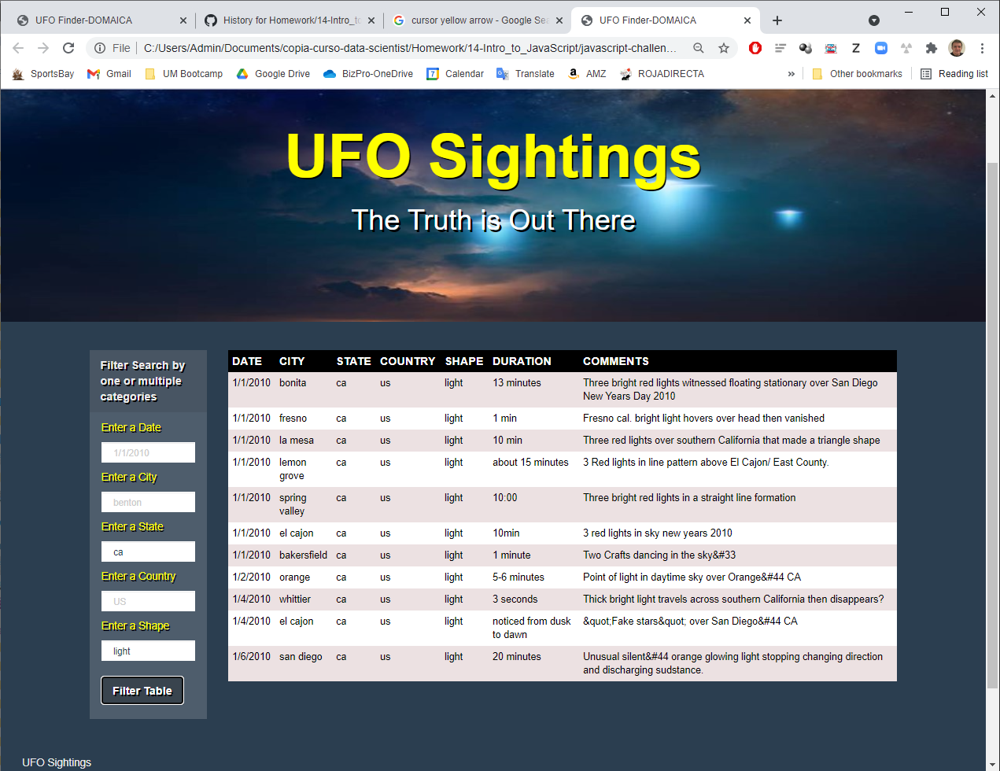 UFO Finder-DOMAICA
History for Homework/14-Intro_to
cursor yellow arrow - Google Sea
UFO Finder-DOMAICA
File
C:/Users/Admin/Documents/copia-curso-data-scientist/Homework/14-Intro_to_JavaScript/javascript-challen…
SportsBay
Gmail
UM Bootcamp
Google Drive
BizPro-OneDrive
7 Calendar
Translate
AMZ
ROJADIRECTA
»
Other bookmarks
Reading list
UFO Sightings
The Truth is Out There
Filter Search by
one or multiple
categories
Enter a Date
1/1/2010
Enter a City
benton
Enter a State
ca
Enter a Country
US
Enter a Shape
light
Filter Table
DATE CITY STATE COUNTRY SHAPE DURATION COMMENTS
1/1/2010 bonita ca us light 13 minutes Three bright red lights witnessed floating stationary over San Diego
New Years Day 2010
1/1/2010 fresno ca us light 1 min Fresno cal. bright light hovers over head then vanished
1/1/2010 la mesa ca us light 10 min Three red lights over southern California that made a triangle shape
1/1/2010 lemon ca us light about 15 minutes 3 Red lights in line pattern above El Cajon/ East County.
grove
1/1/2010 spring ca us light 10:00 Three bright red lights in a straight line formation
valley
1/1/2010 el cajon ca us light 10min 3 red lights in sky new years 2010
1/1/2010 bakersfield ca us light 1 minute Two Crafts dancing in the sky&#33
1/2/2010 orange ca us light 5-6 minutes Point of light in daytime sky over Orange&#44 CA
1/4/2010 whittier ca us light 3 seconds Thick bright light travels across southern California then disappears?
1/4/2010 el cajon ca us light noticed from dusk &quot;Fake stars&quot; over San Diego&#44 CA
to dawn
1/6/2010 san diego ca us light 20 minutes Unusual silent&#44 orange glowing light stopping changing direction
and discharging sudstance.
UFO Sightings